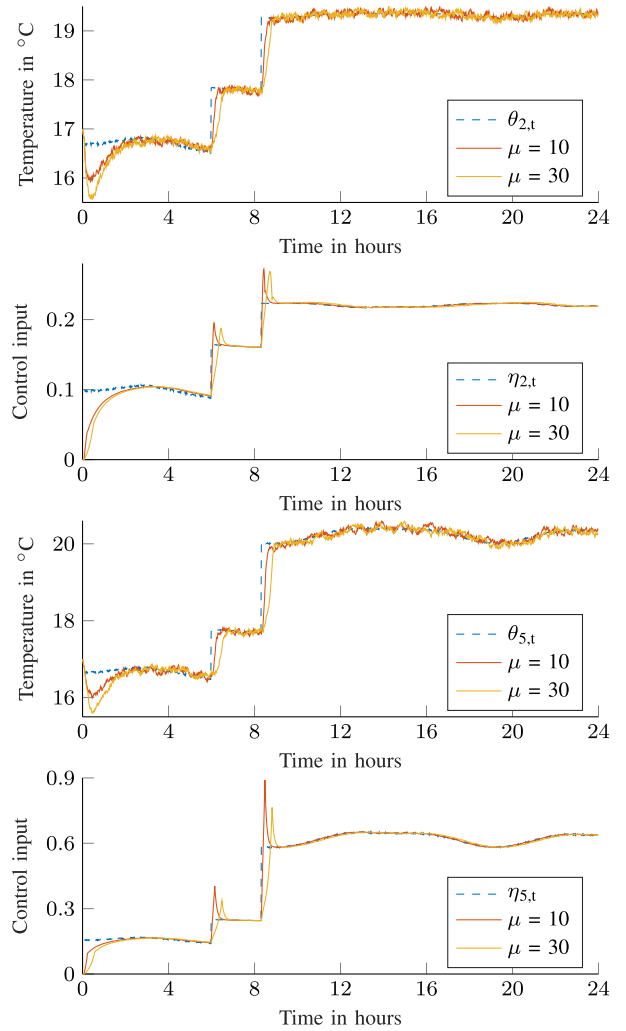 Temperature in °C
19
18
17
16
0
4
8
12
16
20
24
Time in hours
θ2,t
μ = 10
μ = 30
Control input
0.2
0.1
0
0
4
8
12
16
20
24
Time in hours
η2,t
μ = 10
μ = 30
Temperature in °C
20
18
16
0
4
8
12
16
20
24
Time in hours
θ5,t
μ = 10
μ = 30
Control input
0.9
0.6
0.3
0
0
4
8
12
16
20
24
Time in hours
η5,t
μ = 10
μ = 30